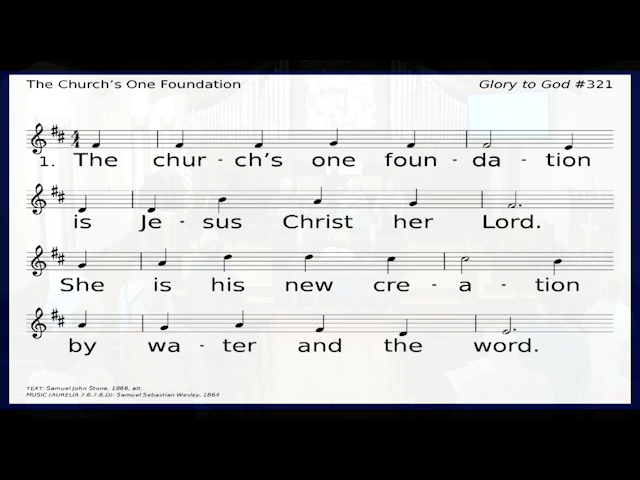 The Church's One Foundation Glory to God #321
1. The chur - ch's one foun - da - tion
is Je - sus Christ her Lord.
She is his new cre - a - tion
by wa - ter and the word.
TEXT: Samuel John Stone, 1866, alt.
MUSIC (AURELIA 7.6.7.6.D): Samuel Sebastian Wesley, 1864